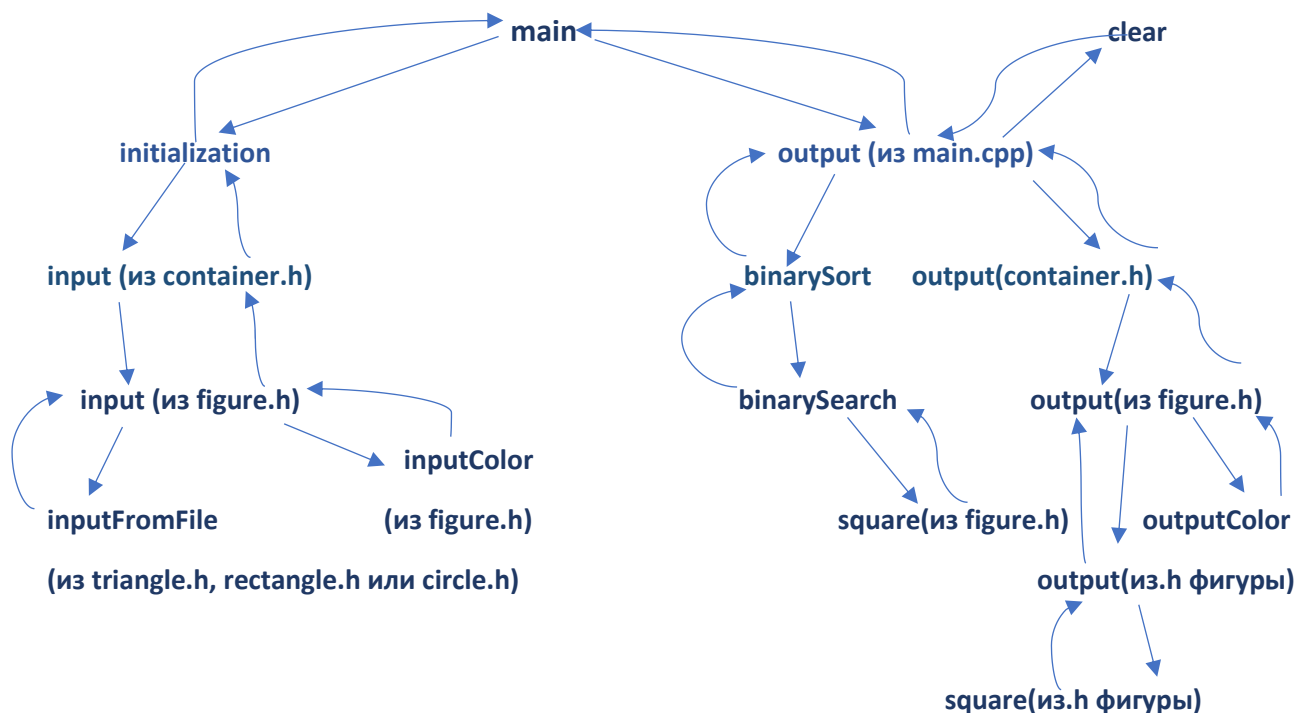 main
clear
initialization
output (из main.cpp)
input (из container.h)
binarySort
output(container.h)
input (из figure.h)
binarySearch
output(из figure.h)
inputColor
inputFromFile
(из figure.h)
square(из figure.h)
outputColor
(из triangle.h, rectangle.h или circle.h)
output(из.h фигуры)
square(из.h фигуры)